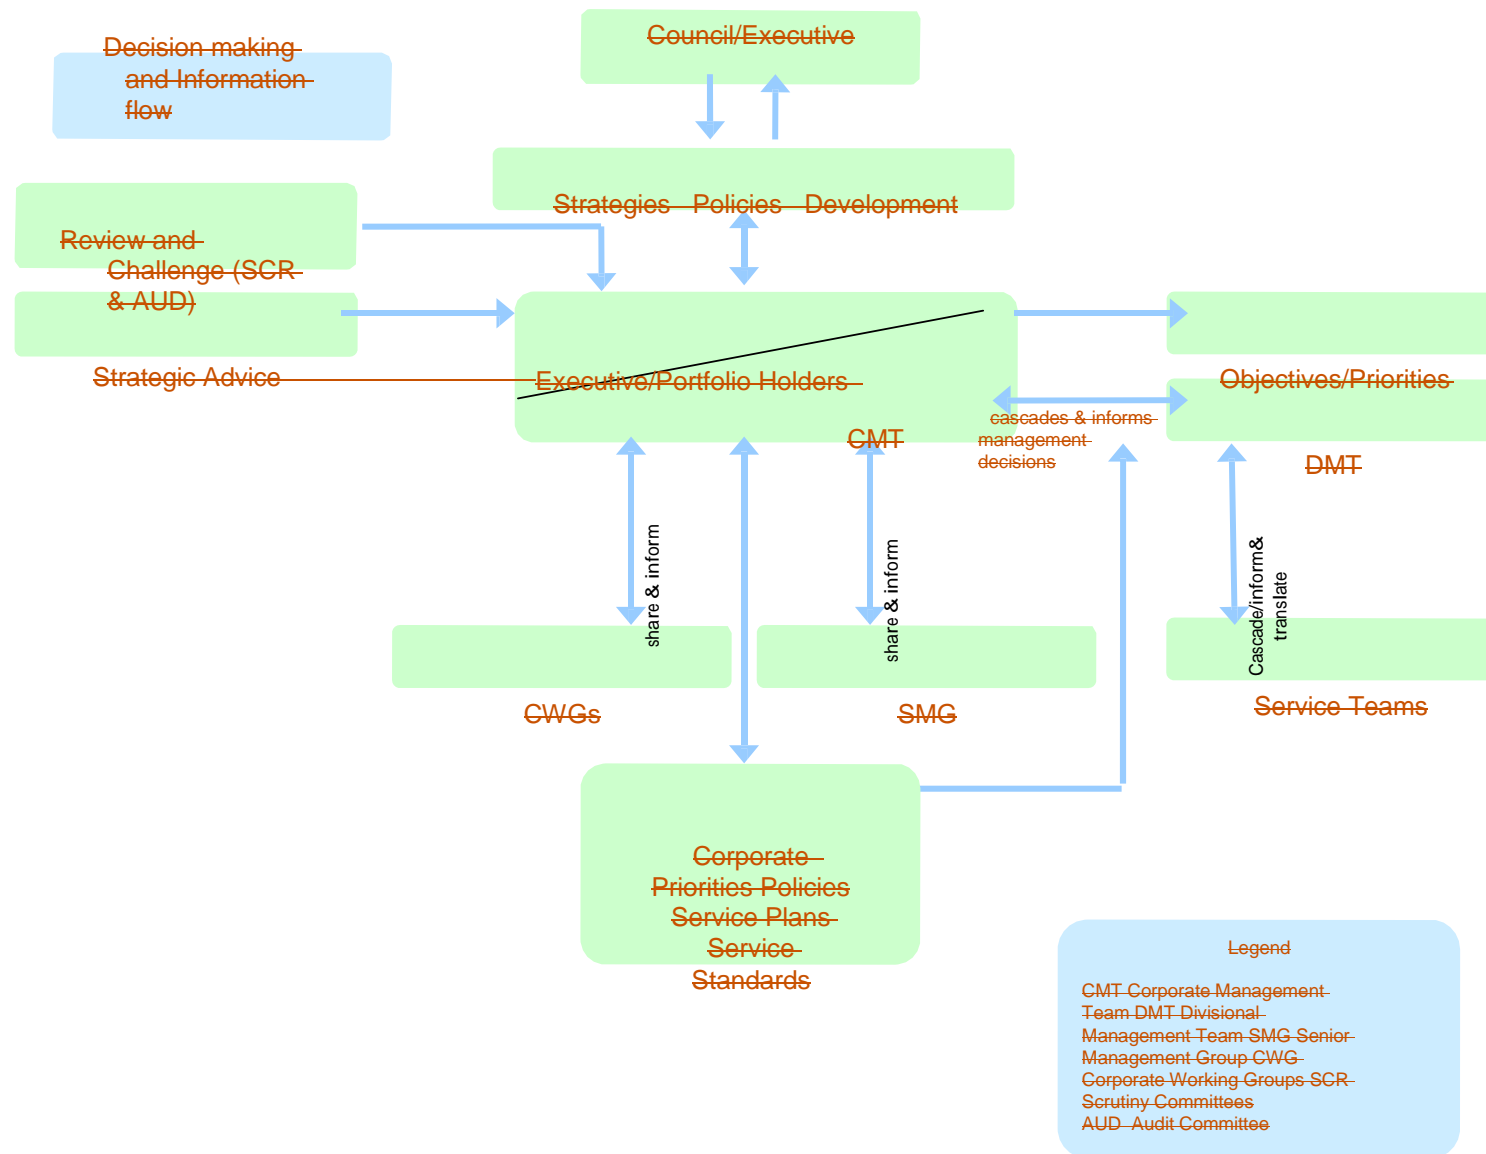 Decision making
and Information
flow
Council/Executive
Strategies Policies Development
Review and
Challenge (SCR
& AUD)
Strategic Advice
Executive/Portfolio Holders
CMT
Objectives/Priorities
cascades & informs
management
decisions
DMT
share & inform
share & inform
Cascade/inform&
translate
CWGs
SMG
Service Teams
Corporate
Priorities Policies
Service Plans
Service
Standards
Legend
CMT Corporate Management
Team DMT Divisional
Management Team SMG Senior
Management Group CWG
Corporate Working Groups SCR
Scrutiny Committees
AUD Audit Committee